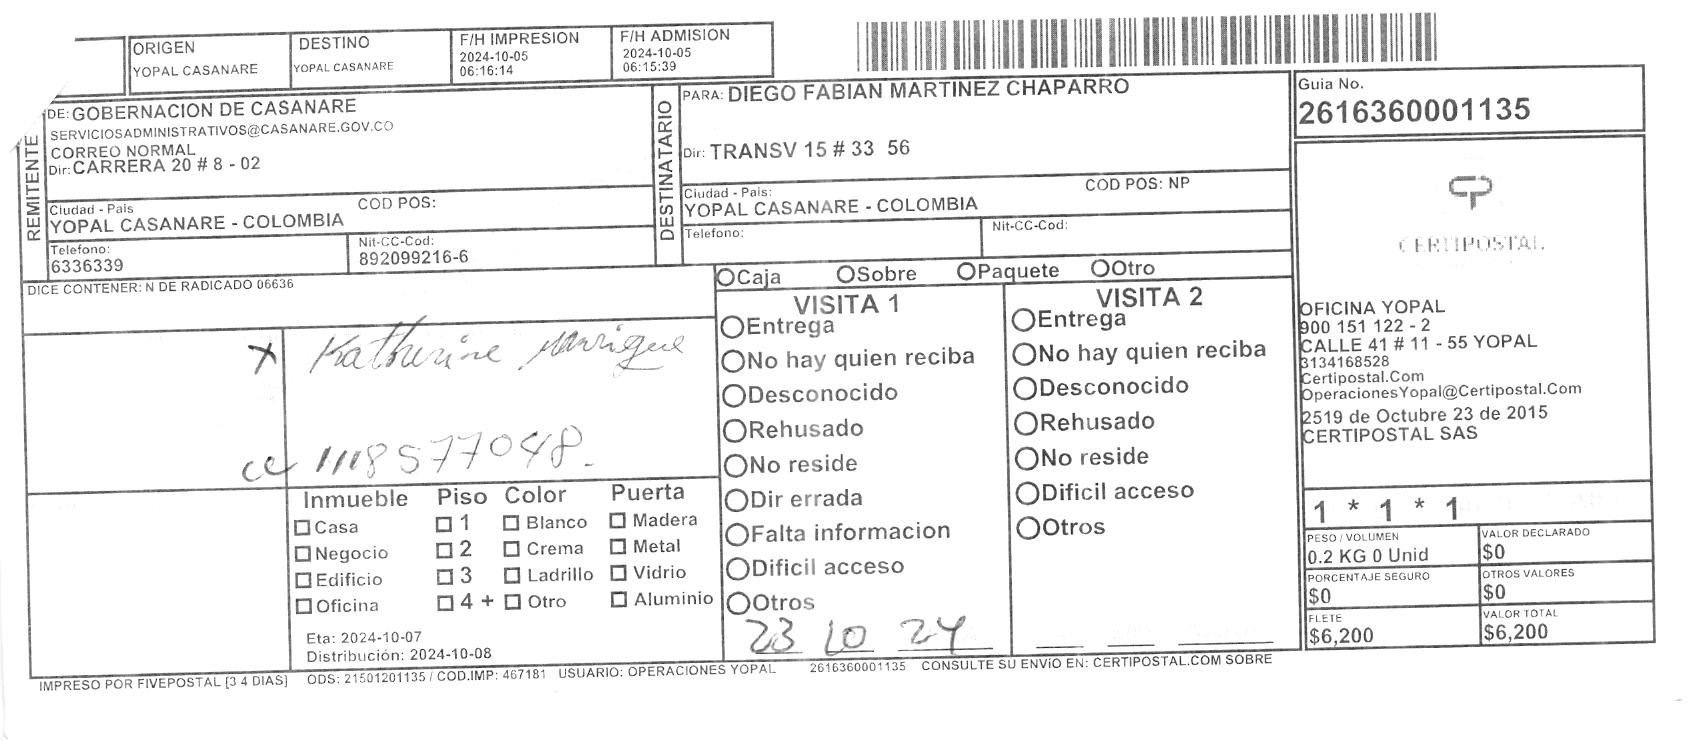 ORIGEN
YOPAL CASANARE
DESTINO
YOPAL CASANARE
F/H IMPRESION
2024-10-05
06:16:14
F/H ADMISION
2024-10-05
06:15:39
REMITENTE
DE: GOBERNACION DE CASANARE
SERVICIOSADMINISTRATIVOS@CASANARE.GOV.CO
CORREO NORMAL
Dir: CARRERA 20 # 8 - 02
Ciudad - Pais
COD POS:
YOPAL CASANARE - COLOMBIA
Telefono:
6336339
Nit-CC-Cod:
892099216-6
DESTINATARIO
PARA: DIEGO FABIAN MARTINEZ CHAPARRO
Dir: TRANSV 15 # 33 56
Ciudad - Pais:
COD POS: NP
YOPAL CASANARE - COLOMBIA
Telefono:
Nit-CC-Cod:
Guia No.
2616360001135
CERTIPOSTAL
OFICINA YOPAL
900 151 122 - 2
CALLE 41 # 11 - 55 YOPAL
3134168528
Certipostal.Com
OperacionesYopal@Certipostal.Com
2519 de Octubre 23 de 2015
CERTIPOSTAL SAS
1 * 1 * 1
PESO / VOLUMEN
0.2 KG 0 Unid
VALOR DECLARADO
$0
PORCENTAJE SEGURO
$0
OTROS VALORES
$0
FLETE
$6,200
VALOR TOTAL
$6,200
DICE CONTENER: N DE RADICADO 06636
X Katherine Manrique
cc 1118577048.
Caja Sobre Paquete Otro
VISITA 1
Entrega
No hay quien reciba
Desconocido
Rehusado
No reside
Dir errada
Falta informacion
Dificil acceso
Otros
23 10 24
VISITA 2
Entrega
No hay quien reciba
Desconocido
Rehusado
No reside
Dificil acceso
Otros
Inmueble Piso Color Puerta
Casa 1 Blanco Madera
Negocio 2 Crema Metal
Edificio 3 Ladrillo Vidrio
Oficina 4 + Otro Aluminio
Eta: 2024-10-07
Distribución: 2024-10-08
IMPRESO POR FIVEPOSTAL [3 4 DIAS] ODS: 21501201135 / COD.IMP: 467181 USUARIO: OPERACIONES YOPAL 2616360001135 CONSULTE SU ENVIO EN: CERTIPOSTAL.COM SOBRE